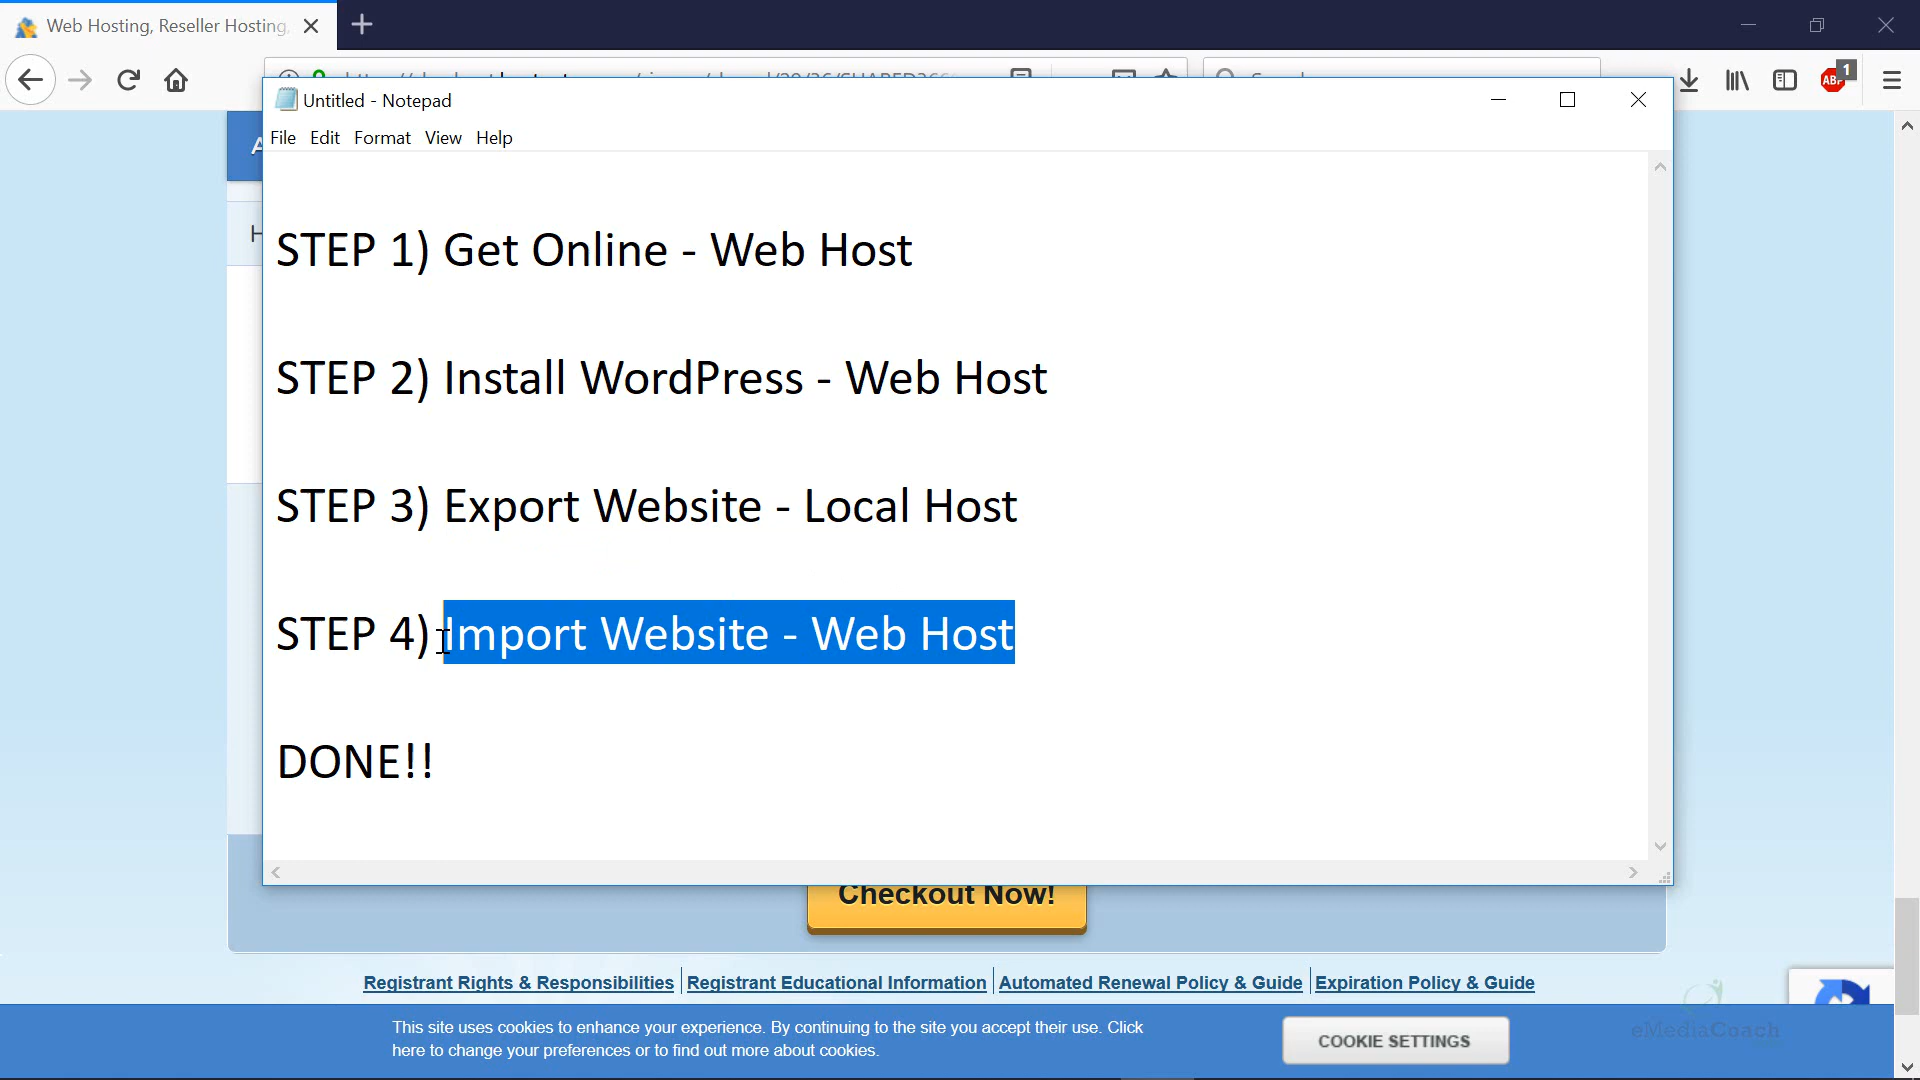 Web Hosting, Reseller Hosting,
1
ABP
Untitled - Notepad
File Edit Format View Help
STEP 1) Get Online - Web Host
STEP 2) Install WordPress - Web Host
STEP 3) Export Website - Local Host
STEP 4) Import Website - Web Host
DONE!!
Checkout Now!
Registrant Rights & Responsibilities Registrant Educational Information Automated Renewal Policy & Guide Expiration Policy & Guide
This site uses cookies to enhance your experience. By continuing to the site you accept their use. Click
here to change your preferences or to find out more about cookies.
COOKIE SETTINGS
eMediaCoach